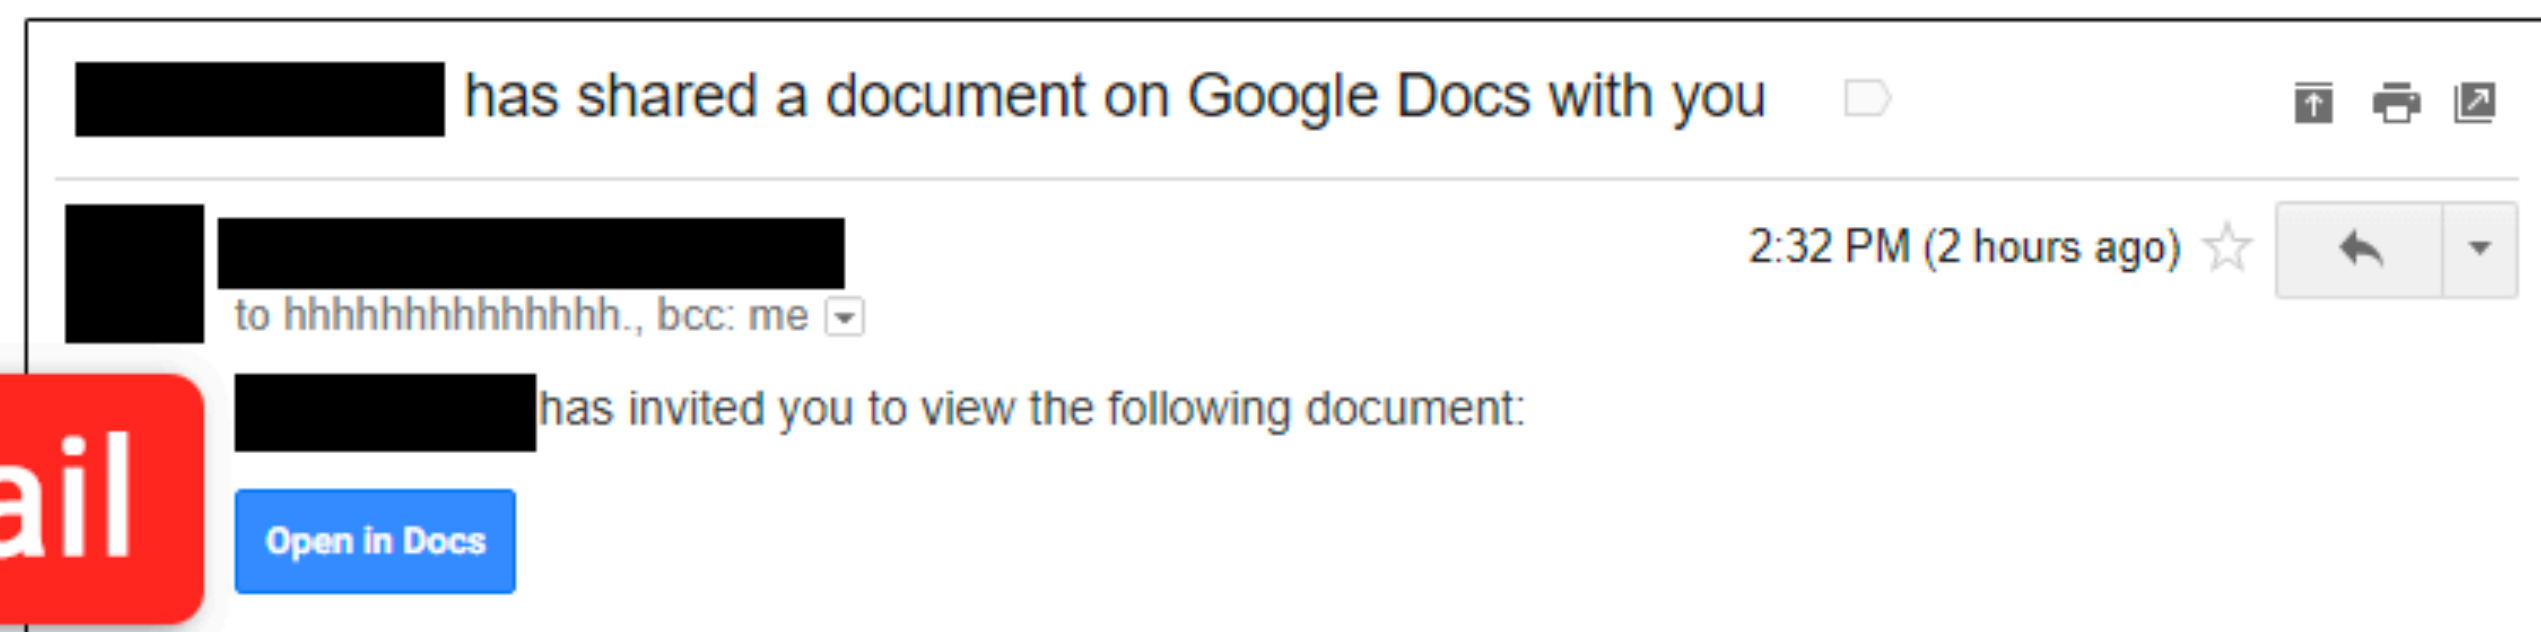 has shared a document on Google Docs with you
2:32 PM (2 hours ago)
to hhhhhhhhhhhhhh., bcc: me
has invited you to view the following document:
ail
Open in Docs